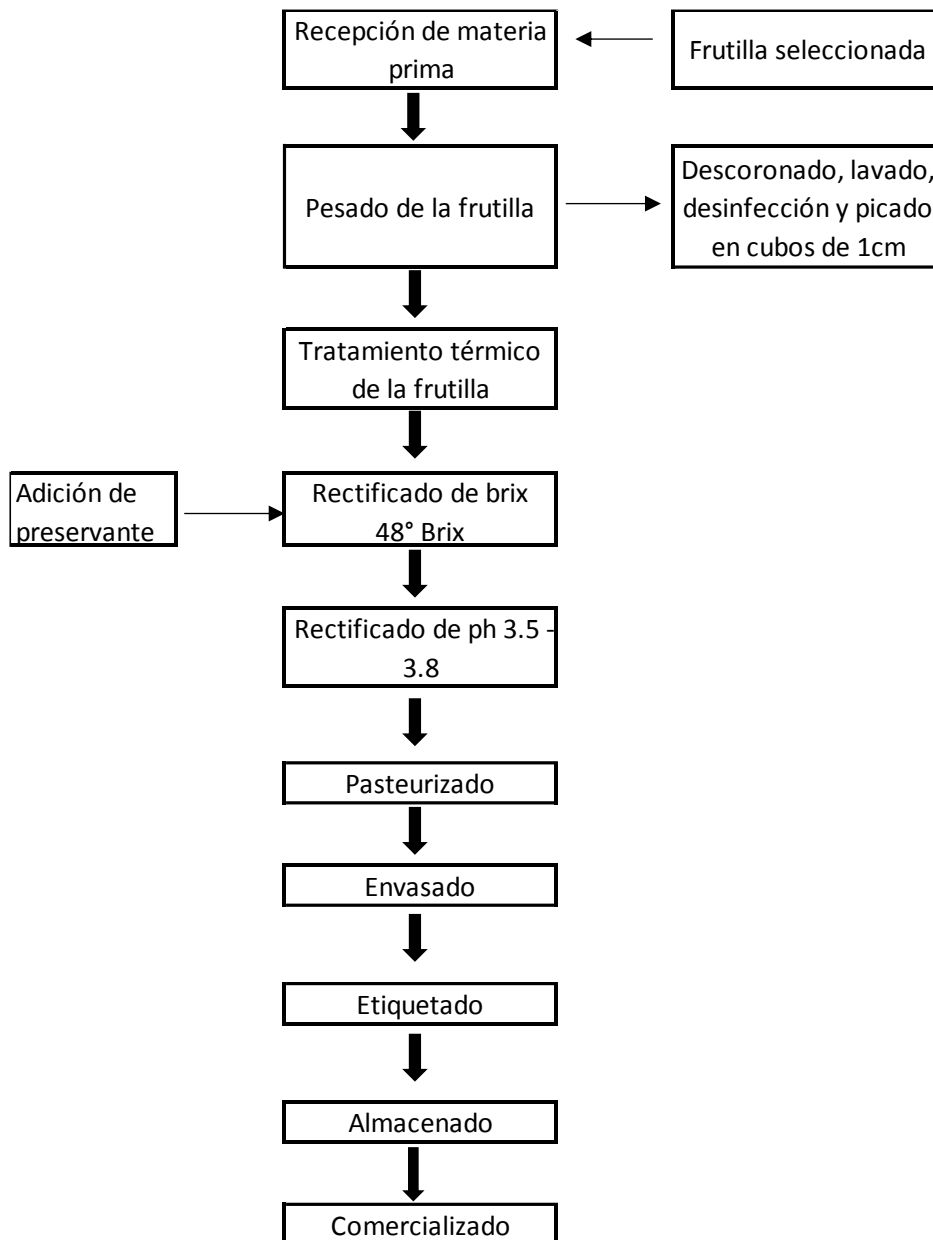 Recepción de materia
prima
Frutilla seleccionada
Pesado de la frutilla
Descoronado, lavado,
desinfección y picado
en cubos de 1cm
Tratamiento térmico
de la frutilla
Adición de
preservante
Rectificado de brix
48° Brix
Rectificado de ph 3.5 -
3.8
Pasteurizado
Envasado
Etiquetado
Almacenado
Comercializado